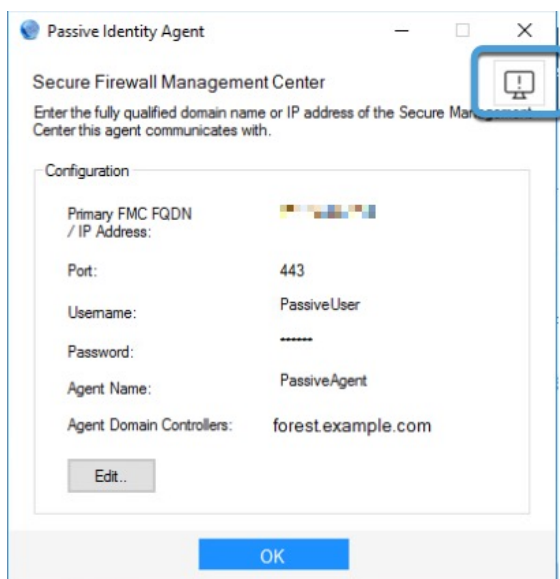 Passive Identity Agent
Secure Firewall Management Center
Enter the fully qualified domain name or IP address of the Secure Management
Center this agent communicates with.
Configuration
Primary FMC FQDN
/ IP Address:
Port: 443
Username: PassiveUser
Password: ••••••
Agent Name: PassiveAgent
Agent Domain Controllers: forest.example.com
Edit..
OK